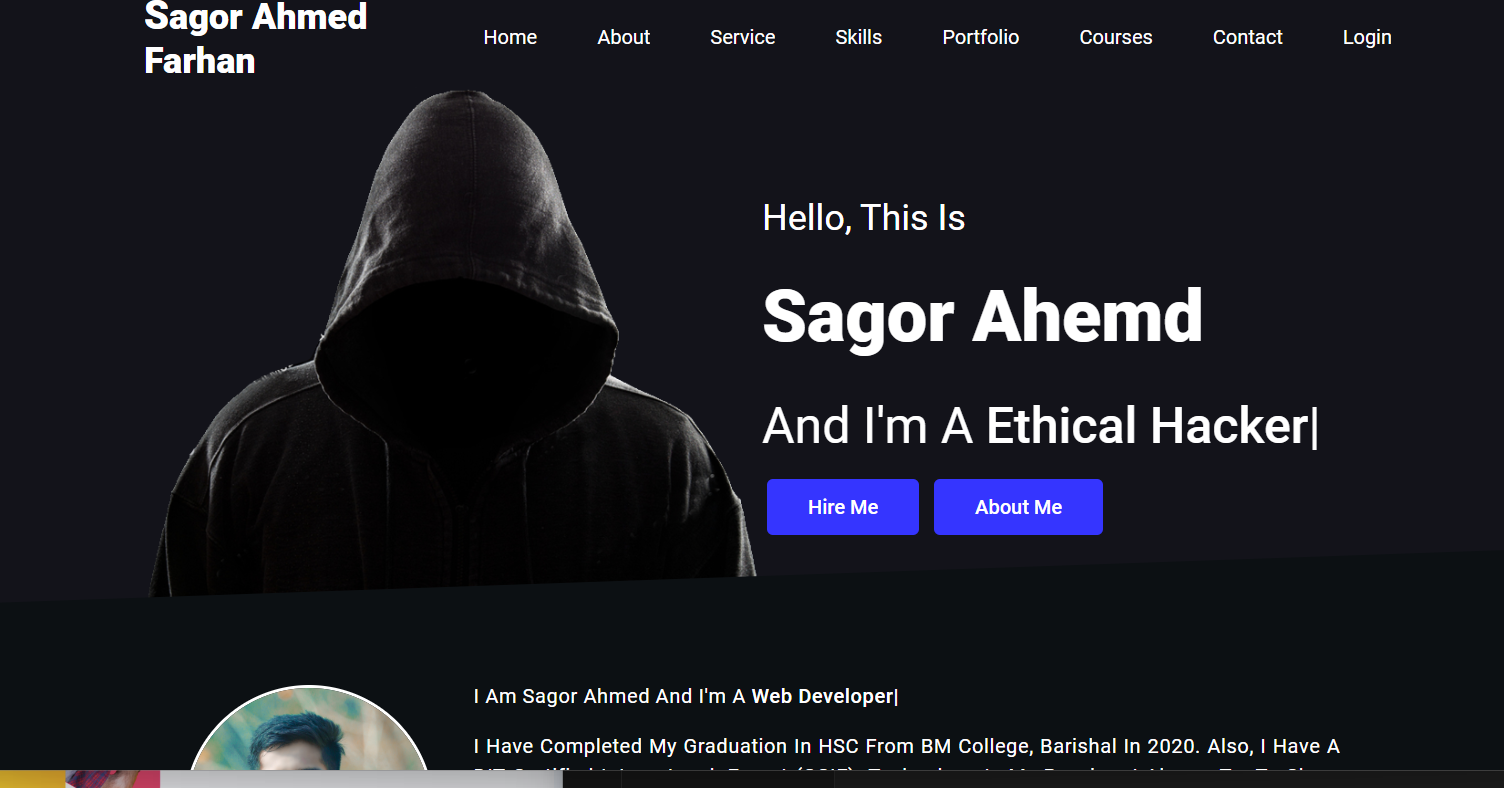 Sagor Ahmed
Farhan
Home About Service Skills Portfolio Courses Contact Login
Hello, This Is
Sagor Ahemd
And I'm A Ethical Hacker|
Hire Me About Me
I Am Sagor Ahmed And I'm A Web Developer|
I Have Completed My Graduation In HSC From BM College, Barishal In 2020. Also, I Have A